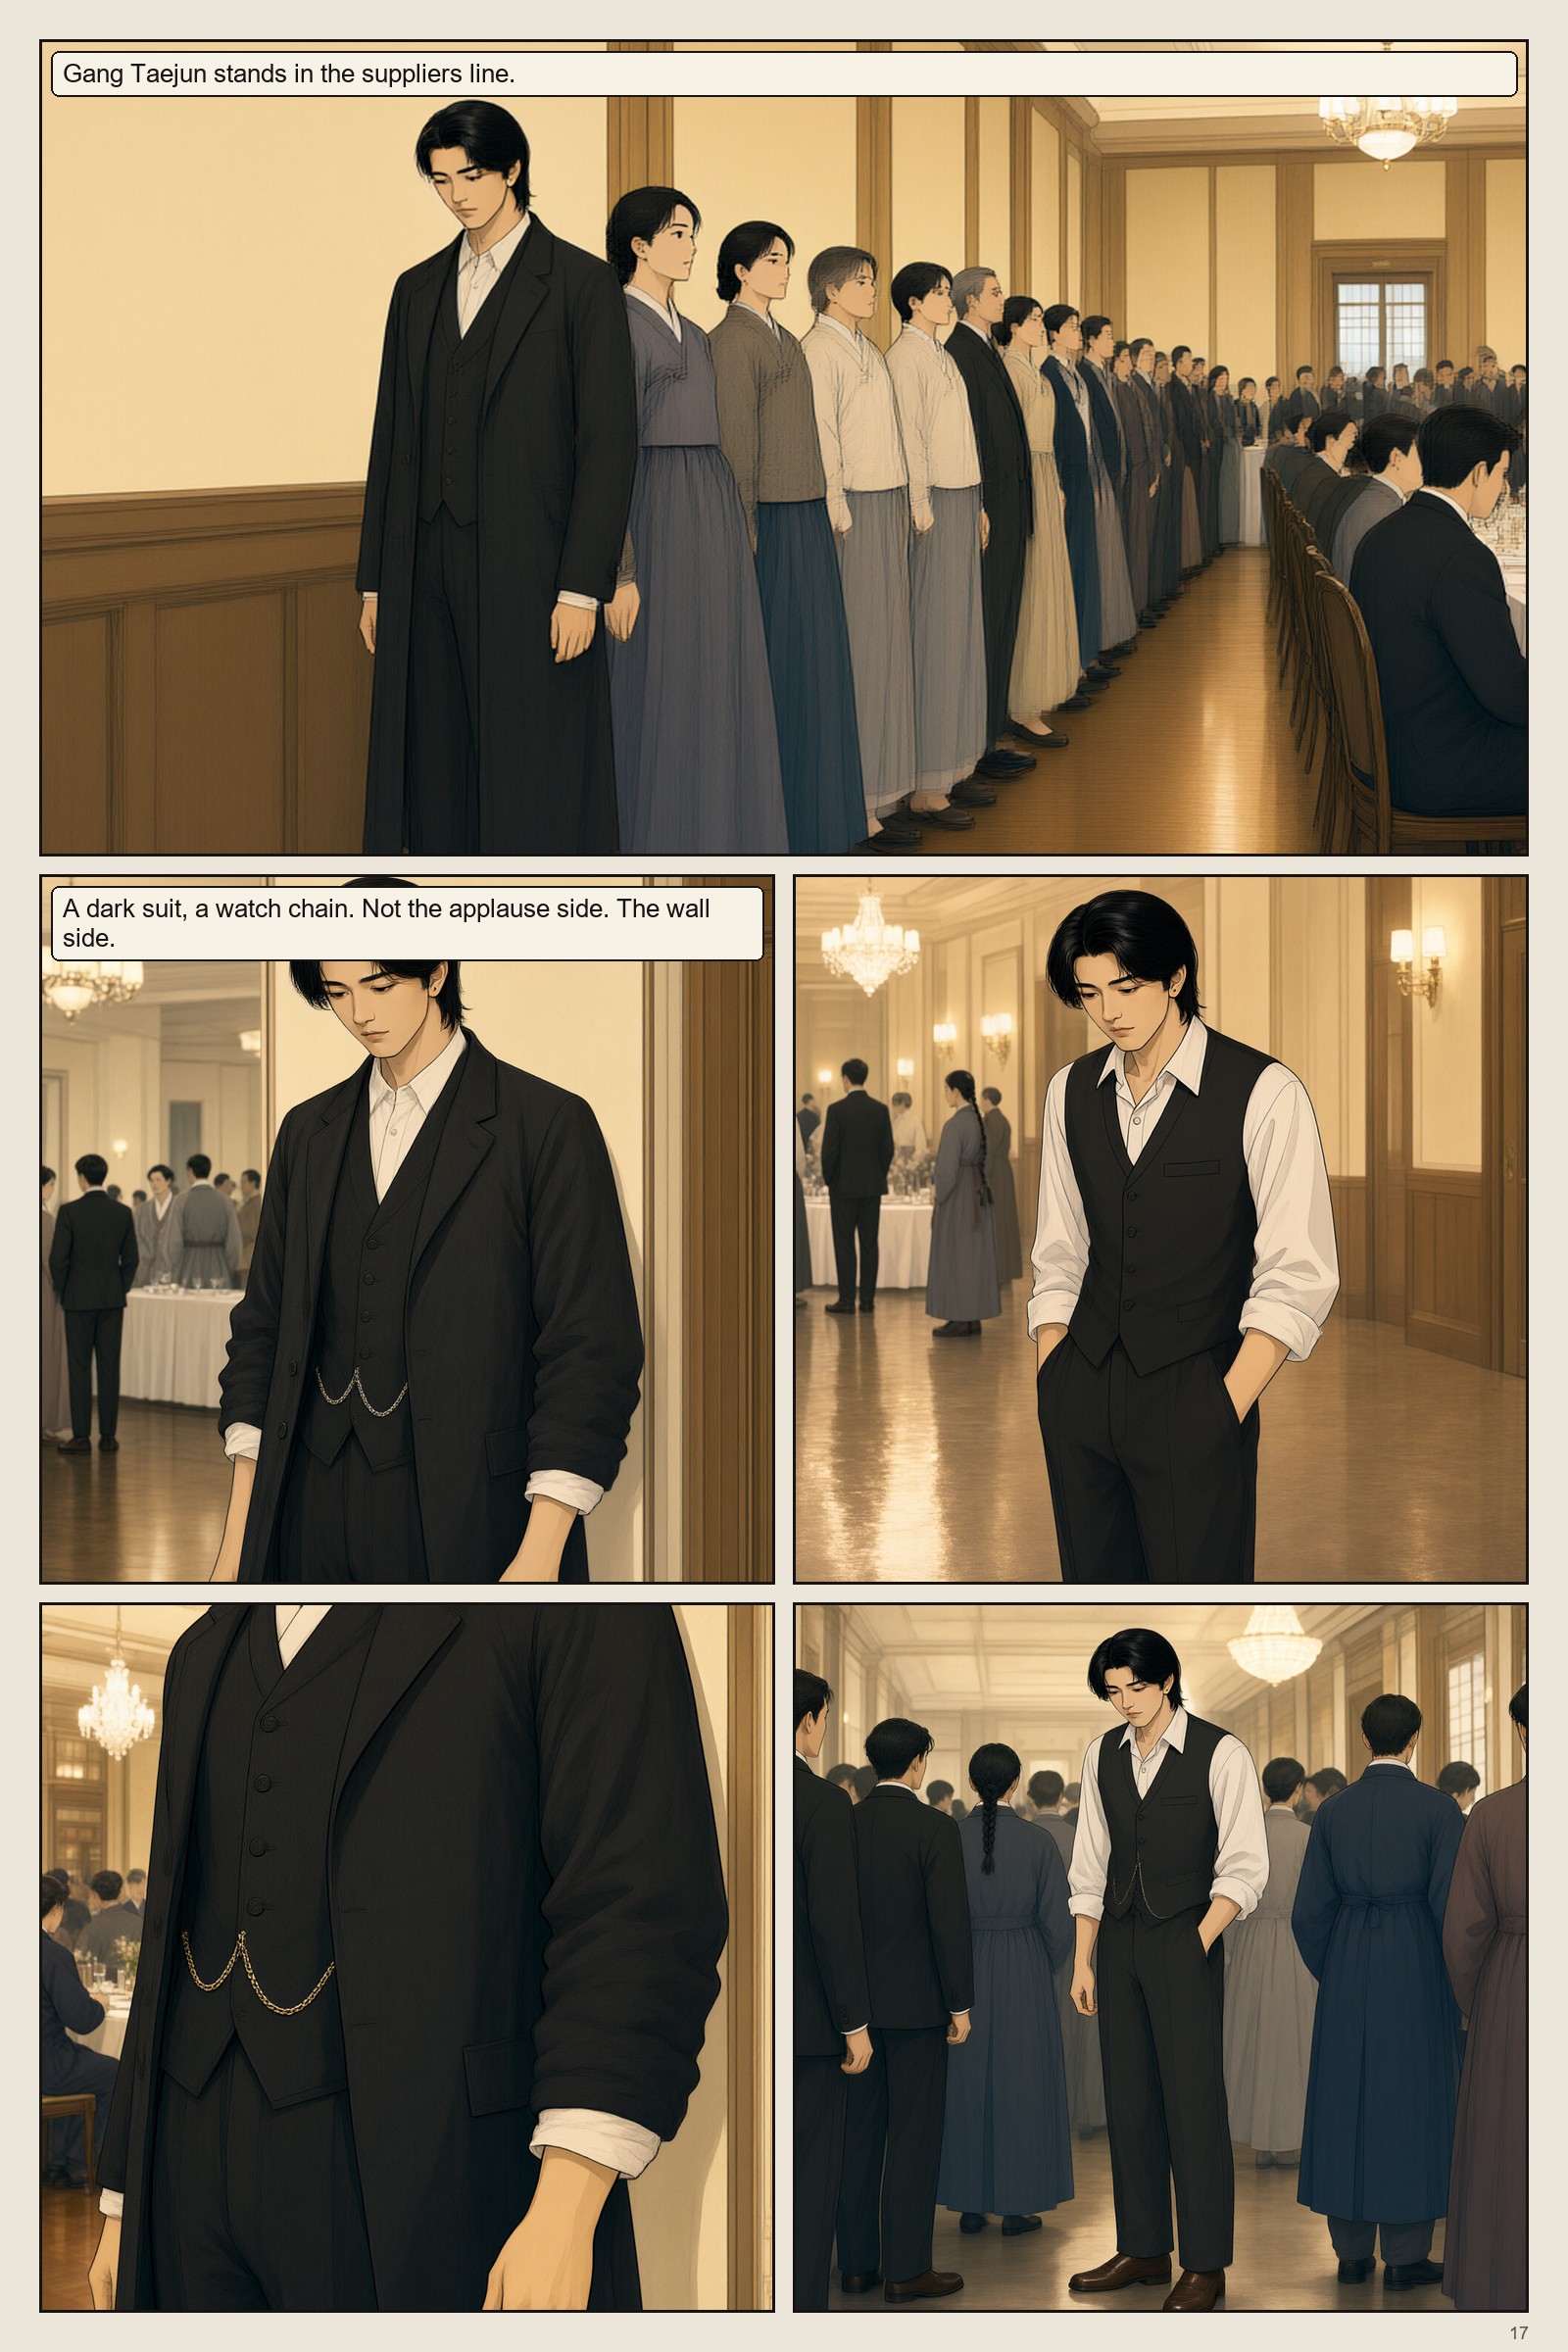 Gang Taejun stands in the suppliers line.
A dark suit, a watch chain. Not the applause side. The wall
side.
17